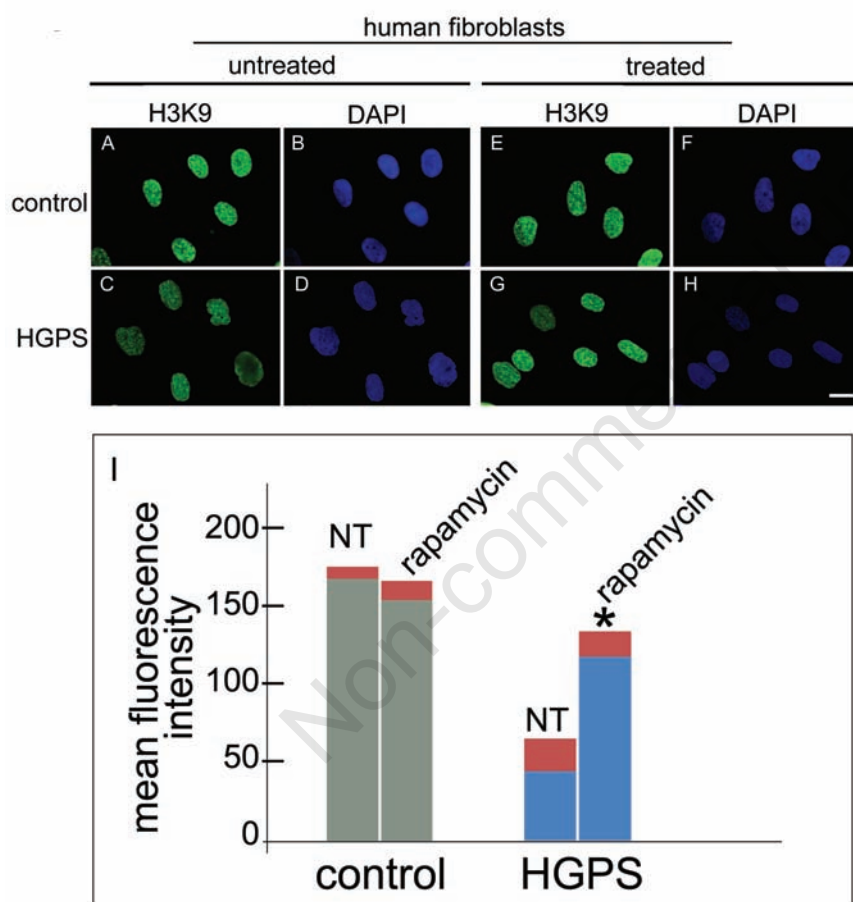 human fibroblasts
untreated treated
H3K9 DAPI H3K9 DAPI
A B E F
control
C D G H
HGPS
I
mean fluorescence
intensity
200
150
100
50
0
NT
rapamycin
NT
* rapamycin
control HGPS
Non-comme